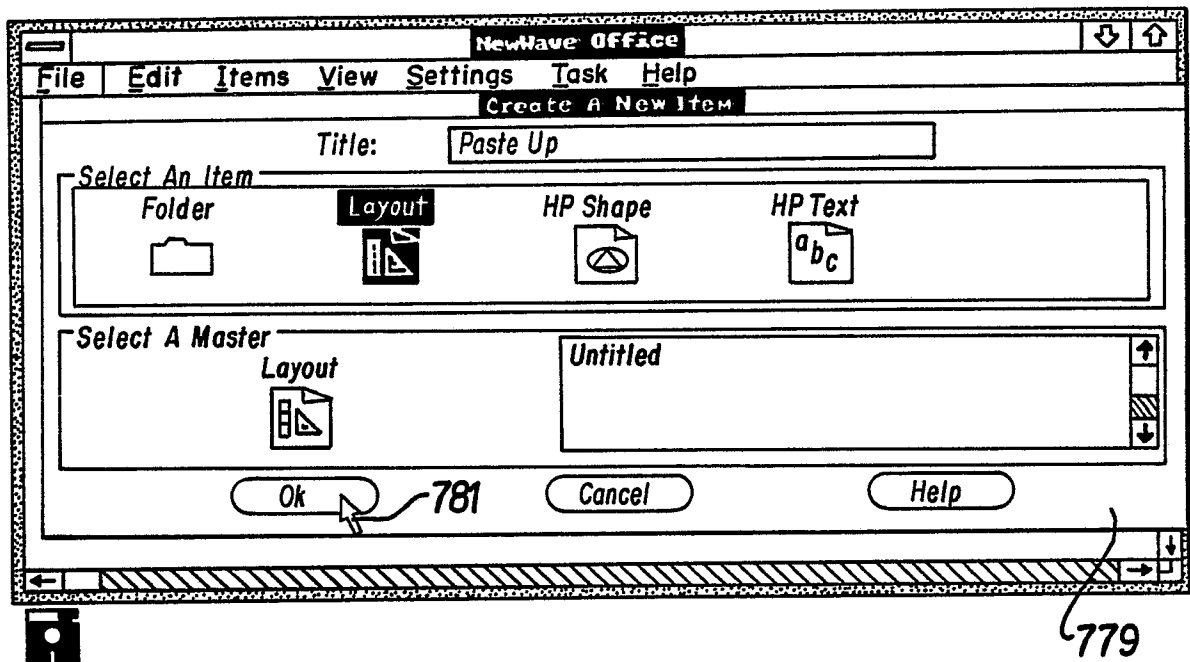 NewWave Office
File Edit Items View Settings Task Help
Create A New Item
Title: Paste Up
Select An Item
Folder Layout HP Shape HP Text
abc
Select A Master
Layout Untitled
Ok 781 Cancel Help
779